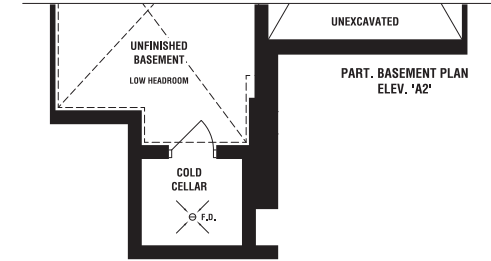 UNEXCAVATED
UNFINISHED
BASEMENT
LOW HEADROOM
PART. BASEMENT PLAN
ELEV. 'A2'
COLD
CELLAR
F.D.